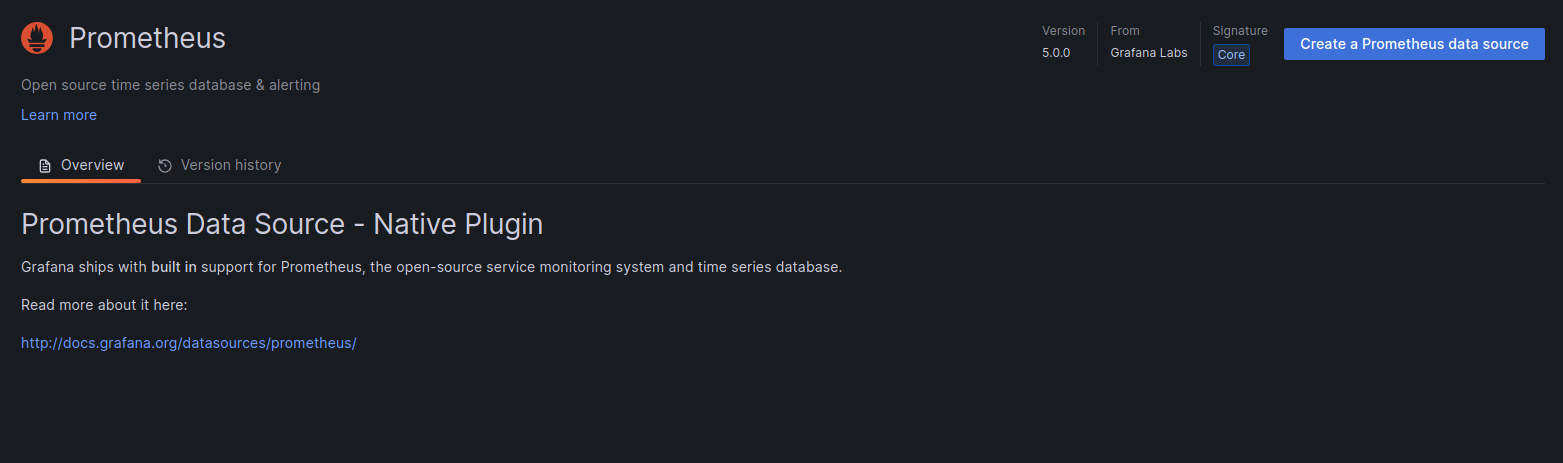 Prometheus
Version
5.0.0
From
Grafana Labs
Signature
Core
Create a Prometheus data source
Open source time series database & alerting
Learn more
Overview
Version history
Prometheus Data Source - Native Plugin
Grafana ships with built in support for Prometheus, the open-source service monitoring system and time series database.
Read more about it here:
http://docs.grafana.org/datasources/prometheus/